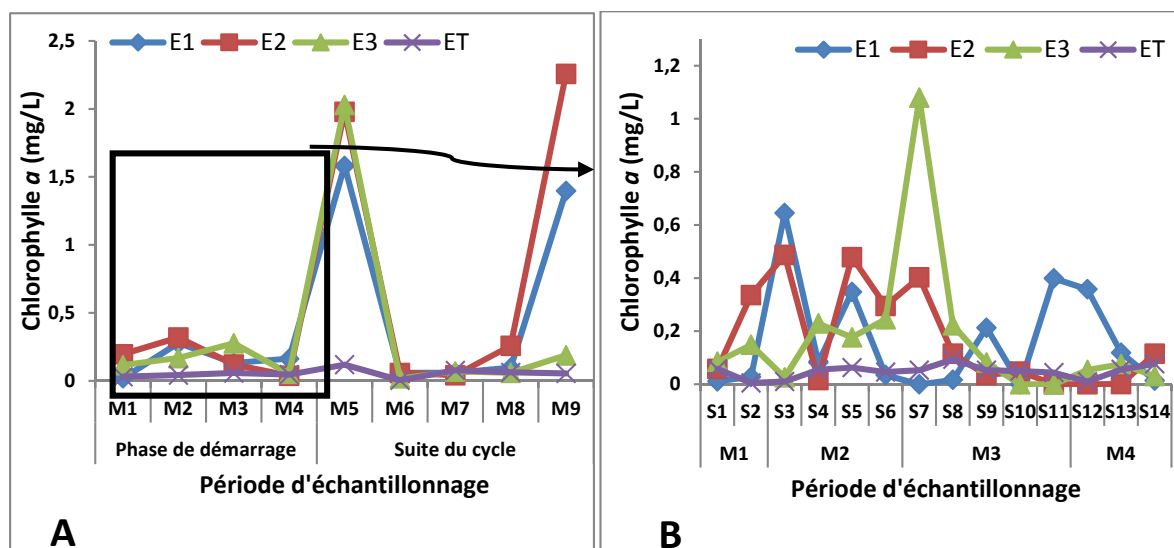 E1 E2 E3 ET
2,5
2
1,5
1
0,5
0
Chlorophylle a (mg/L)
M1 M2 M3 M4 M5 M6 M7 M8 M9
Phase de démarrage Suite du cycle
Période d'échantillonnage
A
E1 E2 E3 ET
1,2
1
0,8
0,6
0,4
0,2
0
Chlorophylle a (mg/L)
S1 S2 S3 S4 S5 S6 S7 S8 S9 S10 S11 S12 S13 S14
M1 M2 M3 M4
Période d'échantillonnage
B